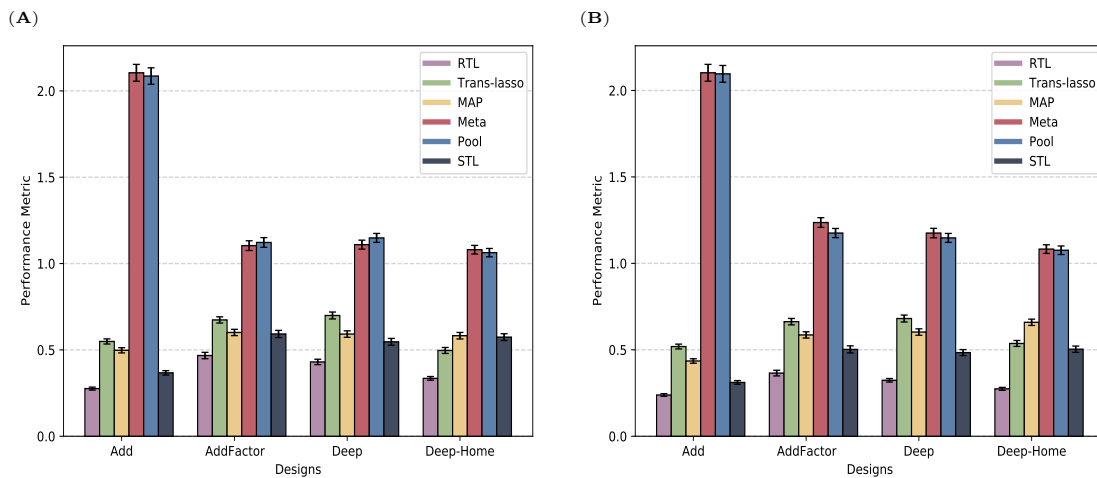 (A)
Performance Metric
2.0
1.5
1.0
0.5
0.0
RTL
Trans-lasso
MAP
Meta
Pool
STL
Add
AddFactor
Deep
Deep-Home
Designs
(B)
Performance Metric
2.0
1.5
1.0
0.5
0.0
RTL
Trans-lasso
MAP
Meta
Pool
STL
Add
AddFactor
Deep
Deep-Home
Designs